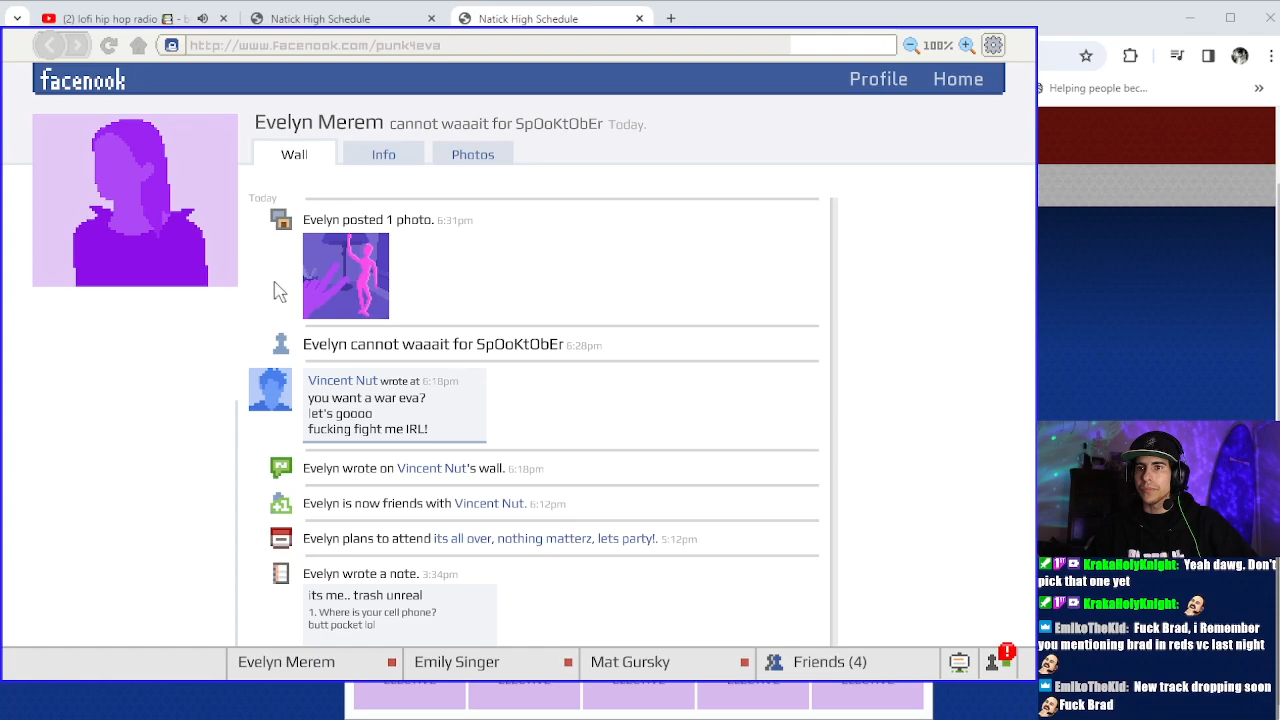 (2) lofi hip hop radio - b
Natick High Schedule
Natick High Schedule
http://www.facenook.com/punk4eva
100%
Helping people bec...
facenook
Profile
Home
Evelyn Merem cannot waaait for SpOoKtObEr Today.
Wall
Info
Photos
Today
Evelyn posted 1 photo. 6:31pm
Evelyn cannot waaait for SpOoKtObEr 6:28pm
Vincent Nut wrote at 6:18pm
you want a war eva?
let's goooo
fucking fight me IRL!
Evelyn wrote on Vincent Nut's wall. 6:18pm
Evelyn is now friends with Vincent Nut. 6:12pm
Evelyn plans to attend its all over, nothing matterz, lets party!. 5:12pm
Evelyn wrote a note. 3:34pm
its me.. trash unreal
1. Where is your cell phone?
butt pocket lol
Evelyn Merem
Emily Singer
Mat Gursky
Friends (4)
KrakaHolyKnight: Yeah dawg. Don't
pick that one yet
KrakaHolyKnight:
EmikoTheKid: Fuck Brad, i Remember
you mentioning brad in reds vc last night
EmikoTheKid: New track dropping soon
Fuck Brad